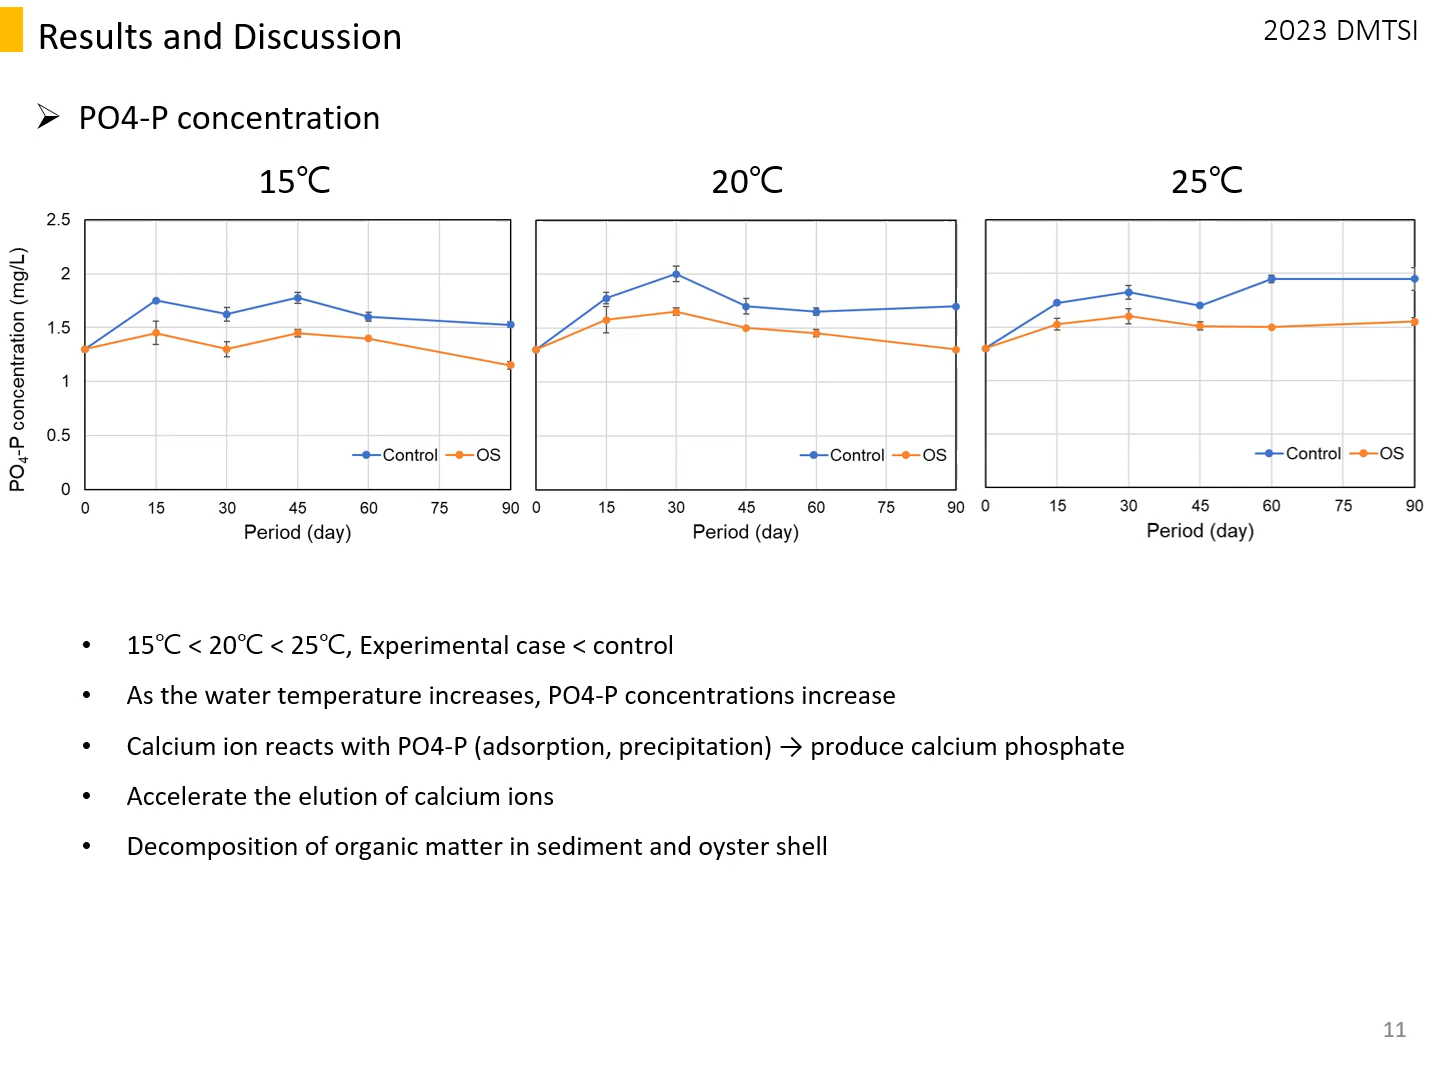 Results and Discussion
2023 DMTSI
➢ PO4-P concentration
15℃
20℃
25℃
PO₄-P concentration (mg/L)
2.5
2
1.5
1
0.5
0
Control OS
0 15 30 45 60 75 90
Period (day)
Control OS
0 15 30 45 60 75 90
Period (day)
Control OS
0 15 30 45 60 75 90
Period (day)
• 15℃ < 20℃ < 25℃, Experimental case < control
• As the water temperature increases, PO4-P concentrations increase
• Calcium ion reacts with PO4-P (adsorption, precipitation) → produce calcium phosphate
• Accelerate the elution of calcium ions
• Decomposition of organic matter in sediment and oyster shell
11